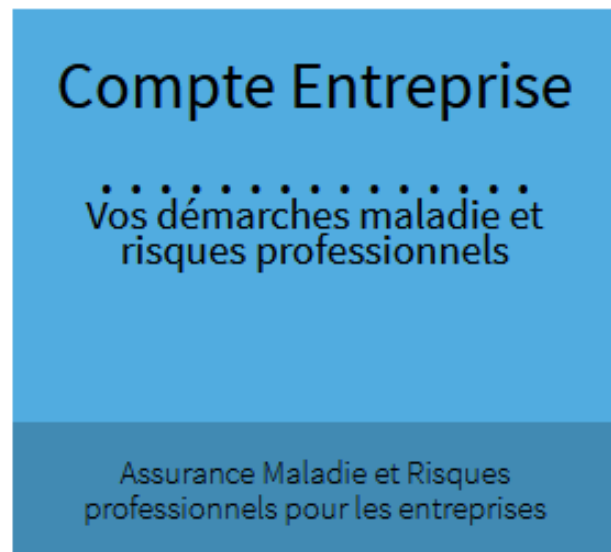 Compte Entreprise
................
Vos démarches maladie et
risques professionnels
Assurance Maladie et Risques
professionnels pour les entreprises